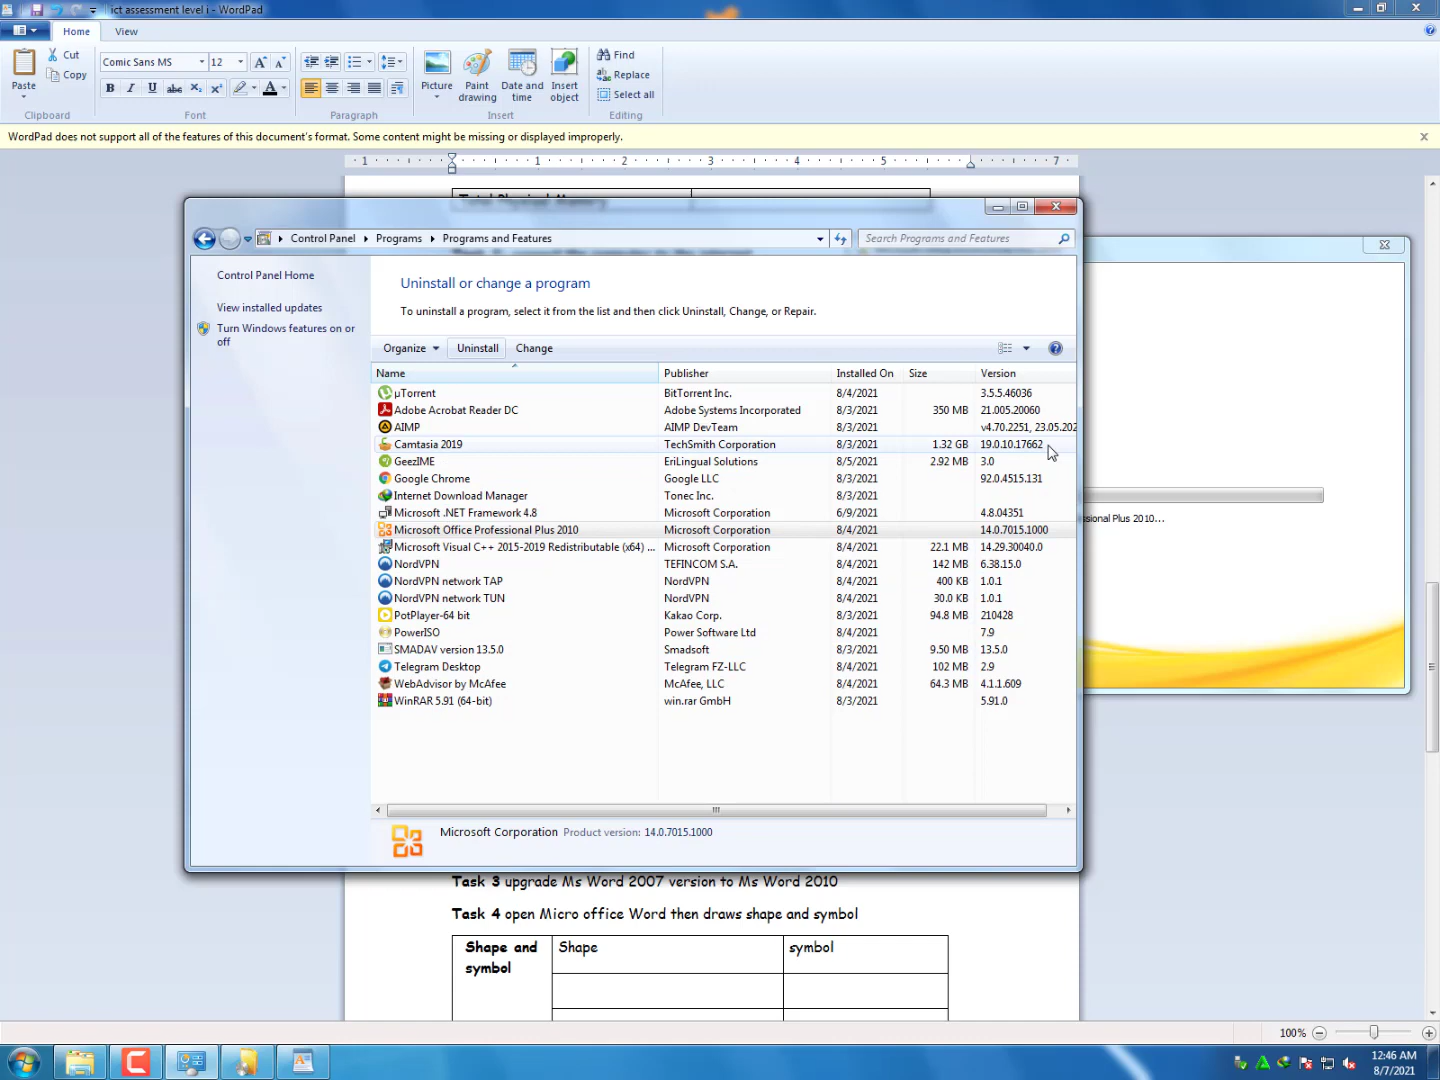 ict assessment level i - WordPad
Home View
Paste
Cut
Copy
Clipboard
Comic Sans MS 12
B I U abc X₂ X² A
Font
Paragraph
Picture
Paint drawing
Date and time
Insert object
Insert
Find
Replace
Select all
Editing
WordPad does not support all of the features of this document's format. Some content might be missing or displayed improperly.
1 1 2 3 4 5 7
Control Panel Programs Programs and Features
Search Programs and Features
Control Panel Home
View installed updates
Turn Windows features on or off
Uninstall or change a program
To uninstall a program, select it from the list and then click Uninstall, Change, or Repair.
Organize Uninstall Change
Name Publisher Installed On Size Version
µTorrent BitTorrent Inc. 8/4/2021 3.5.5.46036
Adobe Acrobat Reader DC Adobe Systems Incorporated 8/3/2021 350 MB 21.005.20060
AIMP AIMP DevTeam 8/3/2021 v4.70.2251, 23.05.202
Camtasia 2019 TechSmith Corporation 8/3/2021 1.32 GB 19.0.10.17662
GeezIME EriLingual Solutions 8/5/2021 2.92 MB 3.0
Google Chrome Google LLC 8/3/2021 92.0.4515.131
Internet Download Manager Tonec Inc. 8/3/2021
Microsoft .NET Framework 4.8 Microsoft Corporation 6/9/2021 4.8.04351
Microsoft Office Professional Plus 2010 Microsoft Corporation 8/4/2021 14.0.7015.1000
Microsoft Visual C++ 2015-2019 Redistributable (x64) ... Microsoft Corporation 8/4/2021 22.1 MB 14.29.30040.0
NordVPN TEFINCOM S.A. 8/4/2021 142 MB 6.38.15.0
NordVPN network TAP NordVPN 8/4/2021 400 KB 1.0.1
NordVPN network TUN NordVPN 8/4/2021 30.0 KB 1.0.1
PotPlayer-64 bit Kakao Corp. 8/3/2021 94.8 MB 210428
PowerISO Power Software Ltd 8/4/2021 7.9
SMADAV version 13.5.0 Smadsoft 8/3/2021 9.50 MB 13.5.0
Telegram Desktop Telegram FZ-LLC 8/4/2021 102 MB 2.9
WebAdvisor by McAfee McAfee, LLC 8/4/2021 64.3 MB 4.1.1.609
WinRAR 5.91 (64-bit) win.rar GmbH 8/3/2021 5.91.0
Microsoft Corporation Product version: 14.0.7015.1000
sional Plus 2010...
Task 3 upgrade Ms Word 2007 version to Ms Word 2010
Task 4 open Micro office Word then draws shape and symbol
Shape and symbol
Shape
symbol
100%
12:46 AM
8/7/2021